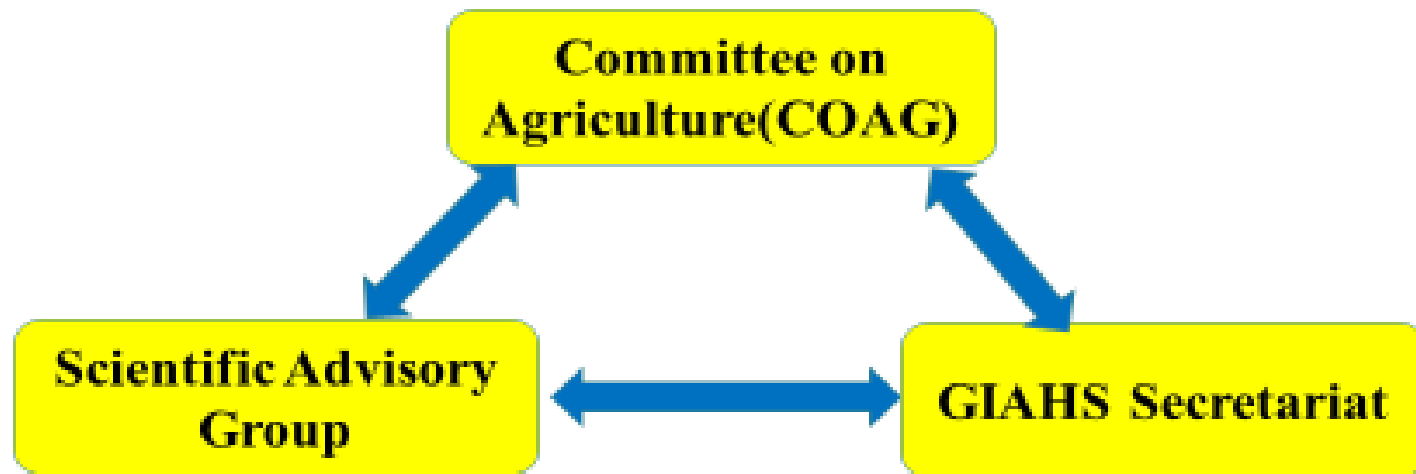 Committee on
Agriculture(COAG)
Scientific Advisory
Group
GIAHS Secretariat